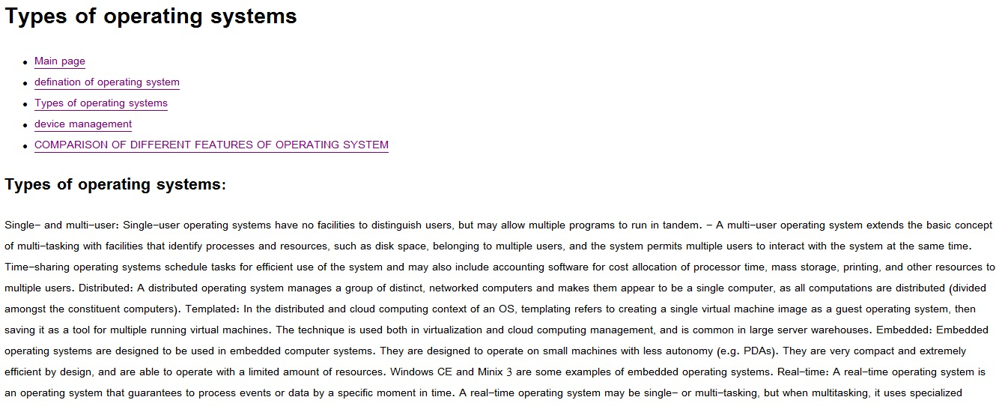 Types of operating systems
Main page
defination of operating system
Types of operating systems
device management
COMPARISON OF DIFFERENT FEATURES OF OPERATING SYSTEM
Types of operating systems:
Single- and multi-user: Single-user operating systems have no facilities to distinguish users, but may allow multiple programs to run in tandem. - A multi-user operating system extends the basic concept
of multi-tasking with facilities that identify processes and resources, such as disk space, belonging to multiple users, and the system permits multiple users to interact with the system at the same time.
Time-sharing operating systems schedule tasks for efficient use of the system and may also include accounting software for cost allocation of processor time, mass storage, printing, and other resources to
multiple users. Distributed: A distributed operating system manages a group of distinct, networked computers and makes them appear to be a single computer, as all computations are distributed (divided
amongst the constituent computers). Templated: In the distributed and cloud computing context of an OS, templating refers to creating a single virtual machine image as a guest operating system, then
saving it as a tool for multiple running virtual machines. The technique is used both in virtualization and cloud computing management, and is common in large server warehouses. Embedded: Embedded
operating systems are designed to be used in embedded computer systems. They are designed to operate on small machines with less autonomy (e.g. PDAs). They are very compact and extremely
efficient by design, and are able to operate with a limited amount of resources. Windows CE and Minix 3 are some examples of embedded operating systems. Real-time: A real-time operating system is
an operating system that guarantees to process events or data by a specific moment in time. A real-time operating system may be single- or multi-tasking, but when multitasking, it uses specialized